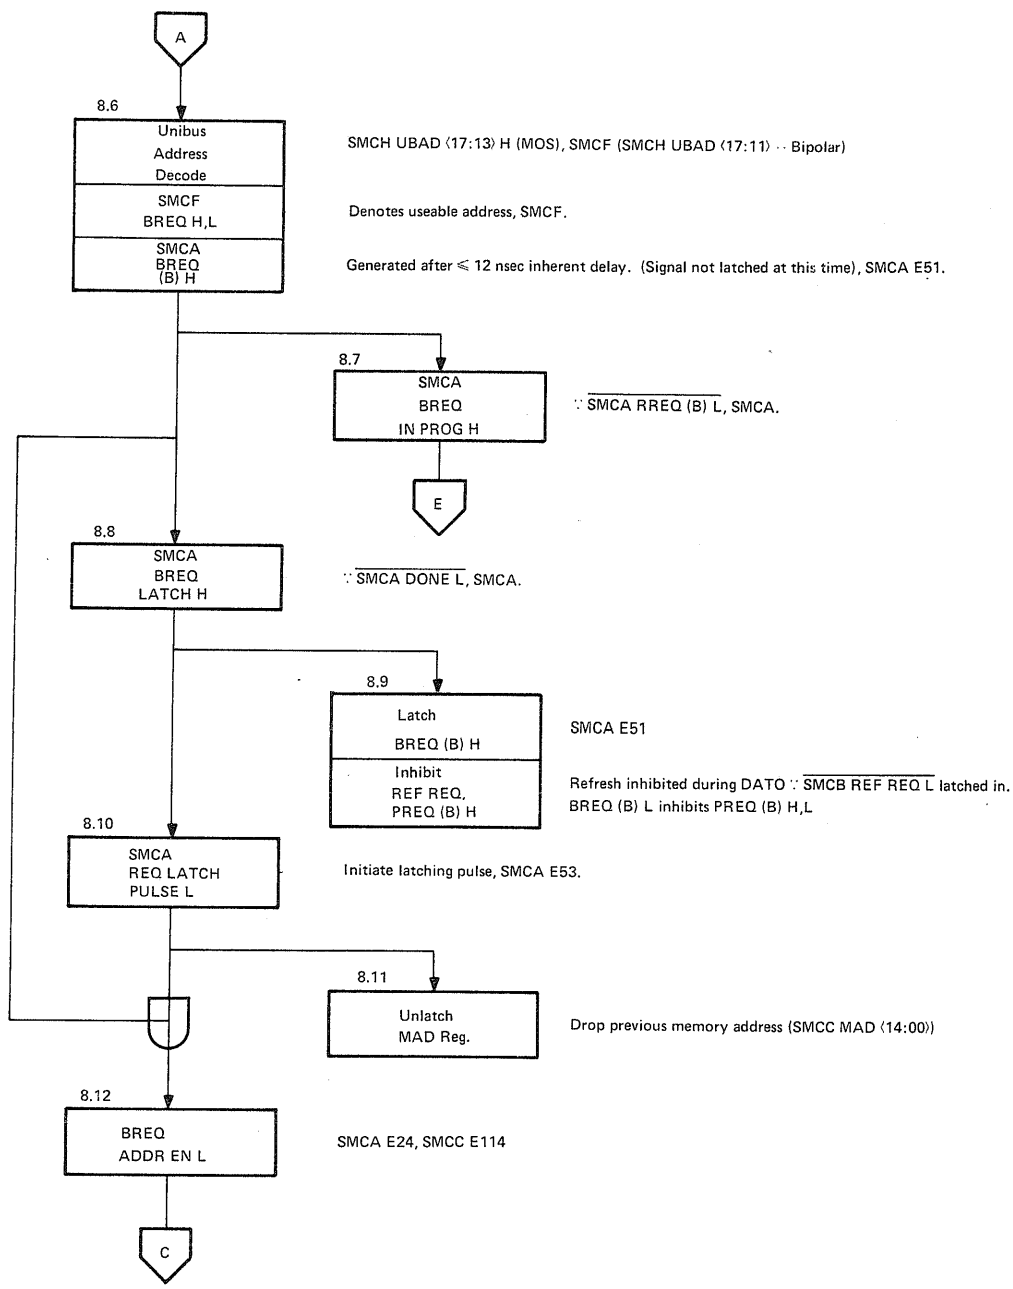 A
8.6
Unibus
Address
Decode
SMCH UBAD ⟨17:13⟩ H (MOS), SMCF (SMCH UBAD ⟨17:11⟩ -- Bipolar)
SMCF
BREQ H,L
Denotes useable address, SMCF.
SMCA
BREQ
(B) H
Generated after ⩽ 12 nsec inherent delay. (Signal not latched at this time), SMCA E51.
8.7
SMCA
BREQ
IN PROG H
∵ SMCA RREQ (B) L, SMCA.
E
8.8
SMCA
BREQ
LATCH H
∵ SMCA DONE L, SMCA.
8.9
Latch
BREQ (B) H
SMCA E51
Inhibit
REF REQ,
PREQ (B) H
Refresh inhibited during DATO ∵ SMCB REF REQ L latched in.
BREQ (B) L inhibits PREQ (B) H,L
8.10
SMCA
REQ LATCH
PULSE L
Initiate latching pulse, SMCA E53.
8.11
Unlatch
MAD Reg.
Drop previous memory address (SMCC MAD ⟨14:00⟩)
8.12
BREQ
ADDR EN L
SMCA E24, SMCC E114
C